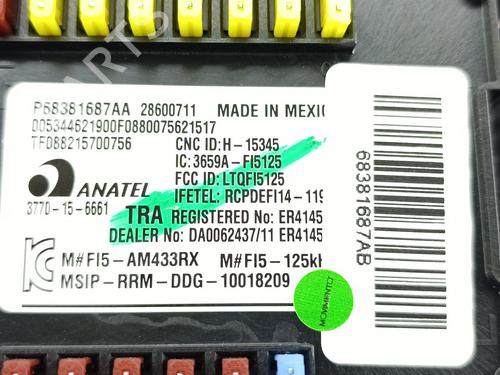 PARTS
P68381687AA 28600711 MADE IN MEXIC
005344621900F0880075621517
TF088215700756 CNC ID:H-15345
IC:3659A-FI5125
ANATEL FCC ID:LTQFI5125
3770-15-6661 IFETEL: RCPDEFI14-119
TRA REGISTERED No: ER4145
DEALER No: DA0062437/11 ER4145
M#FI5-AM433RX M#FI5-125kH
MSIP-RRM-DDG-10018209
68381687AB